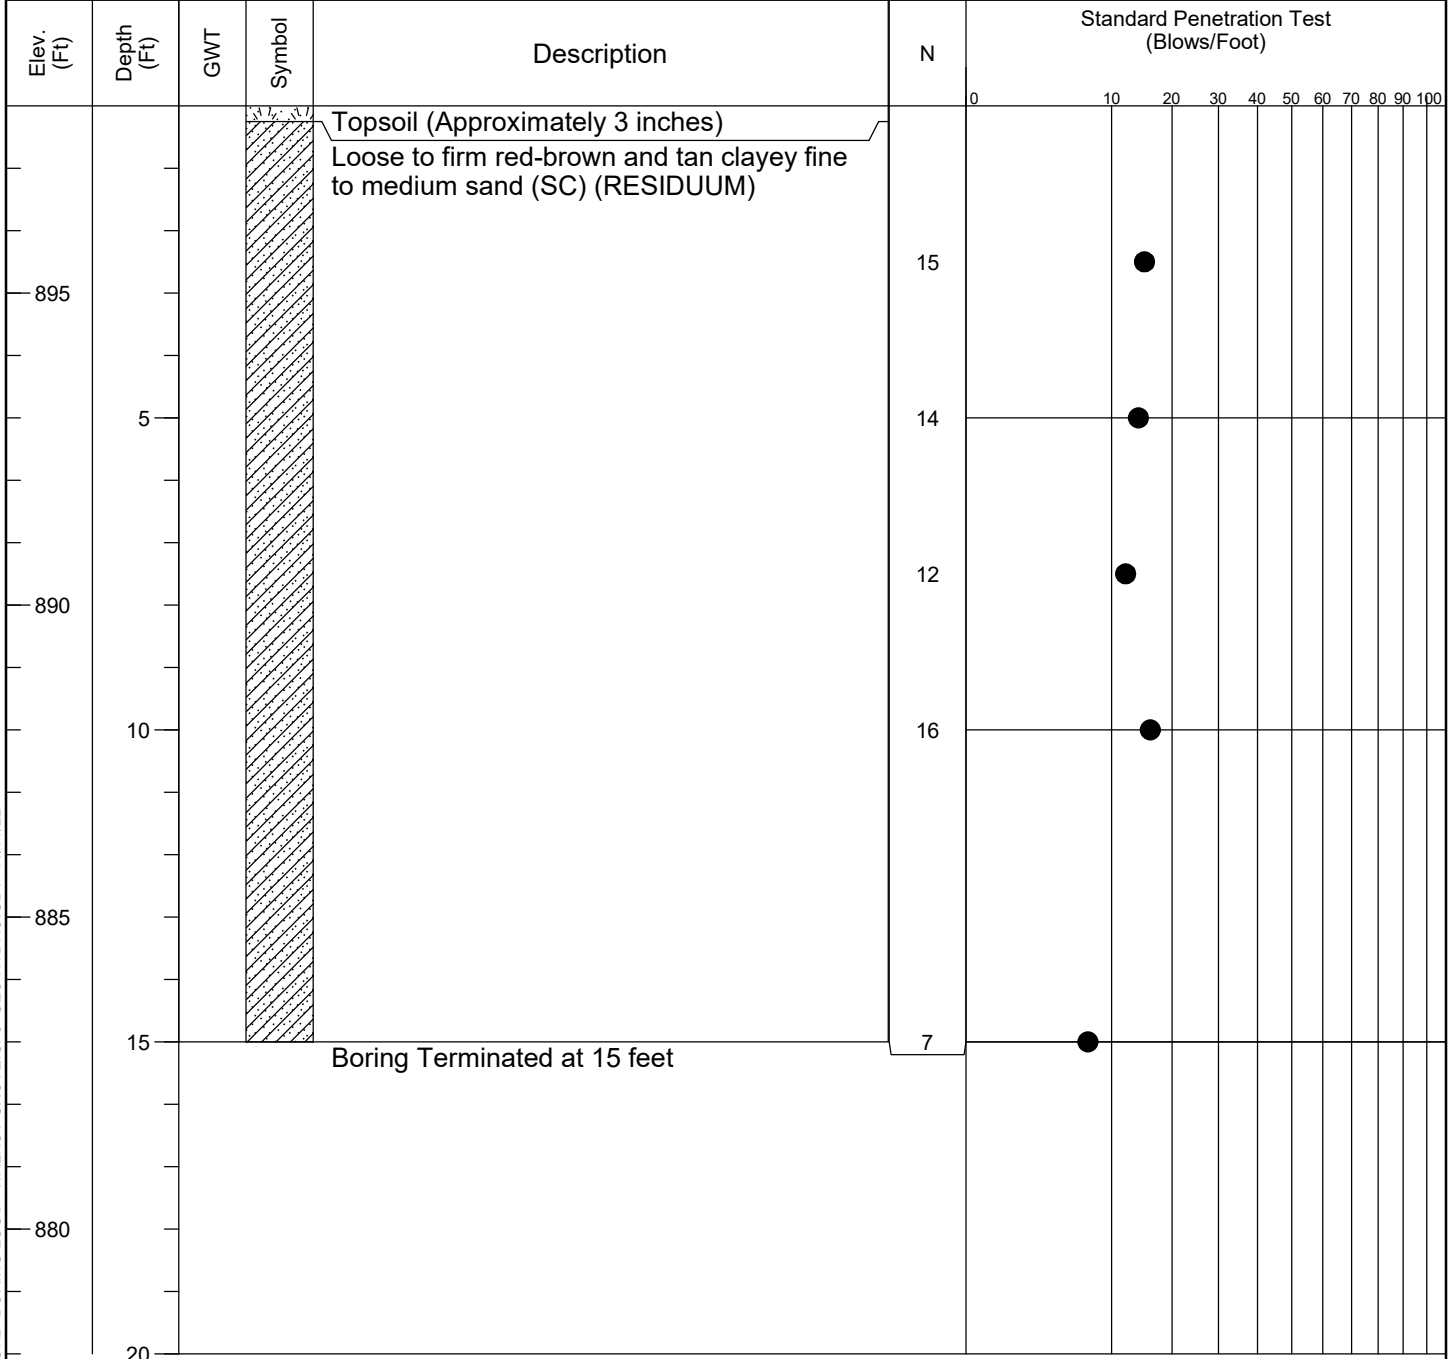 Elev.
(Ft)
Depth
(Ft)
GWT
Symbol
Description
N
Standard Penetration Test
(Blows/Foot)
0 10 20 30 40 50 60 70 80 90 100
Topsoil (Approximately 3 inches)
Loose to firm red-brown and tan clayey fine
to medium sand (SC) (RESIDUUM)
15
895
5
14
12
890
10
16
885
15
7
Boring Terminated at 15 feet
880
20